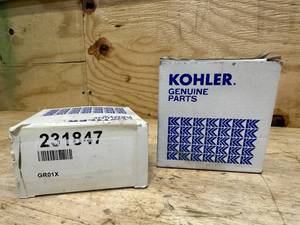 231847
GR01X
KOHLER.
GENUINE
PARTS